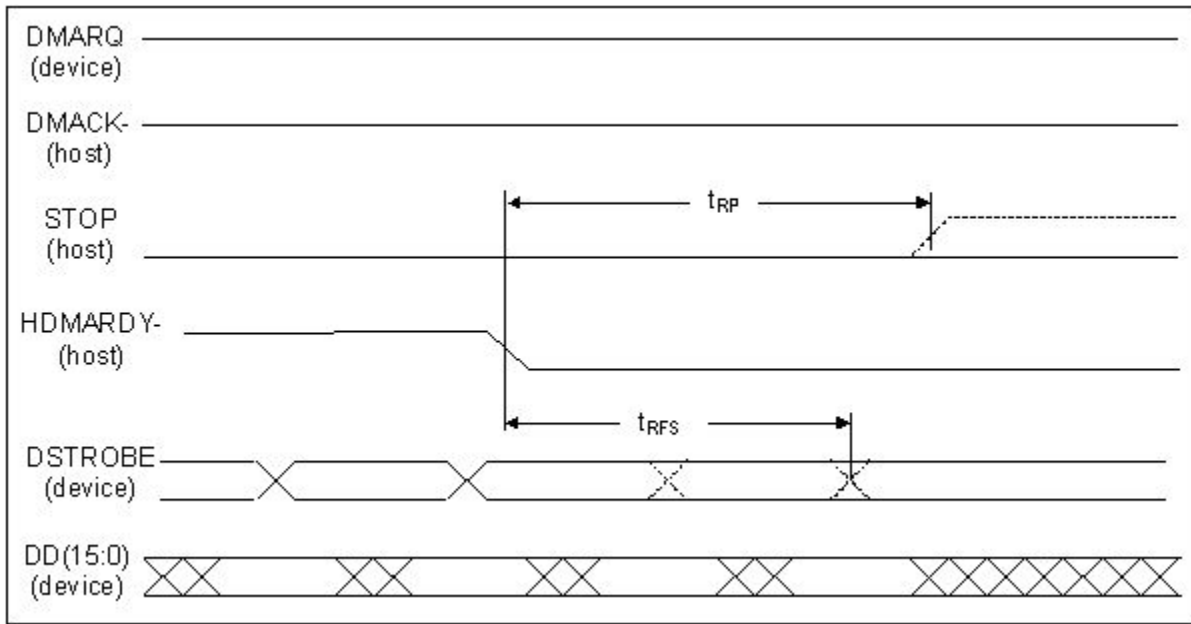 DMARQ
(device)
DMACK-
(host)
tRP
STOP
(host)
HDMARDY-
(host)
tRFS
DSTROBE
(device)
DD(15:0)
(device)